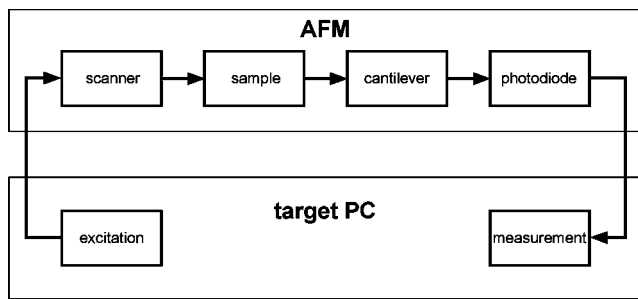 AFM
scanner
sample
cantilever
photodiode
target PC
excitation
measurement